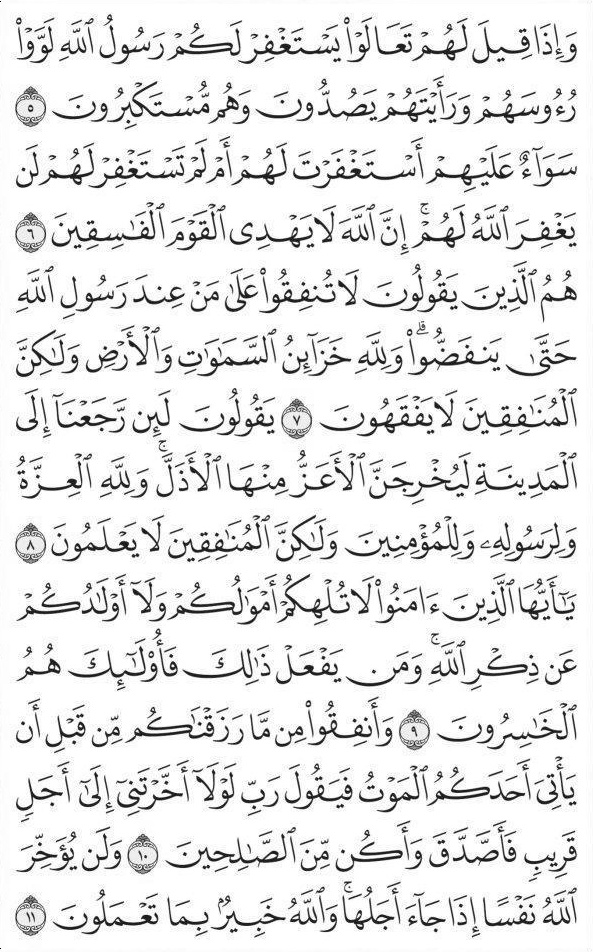 وَإِذَا قِيلَ لَهُمْ تَعَالَوْا۟ يَسْتَغْفِرْ لَكُمْ رَسُولُ ٱللَّهِ لَوَّوْا۟
رُءُوسَهُمْ وَرَأَيْتَهُمْ يَصُدُّونَ وَهُم مُّسْتَكْبِرُونَ ٥
سَوَآءٌ عَلَيْهِمْ أَسْتَغْفَرْتَ لَهُمْ أَمْ لَمْ تَسْتَغْفِرْ لَهُمْ لَن
يَغْفِرَ ٱللَّهُ لَهُمْ ۚ إِنَّ ٱللَّهَ لَا يَهْدِى ٱلْقَوْمَ ٱلْفَـٰسِقِينَ ٦
هُمُ ٱلَّذِينَ يَقُولُونَ لَا تُنفِقُوا۟ عَلَىٰ مَنْ عِندَ رَسُولِ ٱللَّهِ
حَتَّىٰ يَنفَضُّوا۟ ۗ وَلِلَّهِ خَزَآئِنُ ٱلسَّمَـٰوَٰتِ وَٱلْأَرْضِ وَلَـٰكِنَّ
ٱلْمُنَـٰفِقِينَ لَا يَفْقَهُونَ ٧ يَقُولُونَ لَئِن رَّجَعْنَآ إِلَى
ٱلْمَدِينَةِ لَيُخْرِجَنَّ ٱلْأَعَزُّ مِنْهَا ٱلْأَذَلَّ ۚ وَلِلَّهِ ٱلْعِزَّةُ
وَلِرَسُولِهِۦ وَلِلْمُؤْمِنِينَ وَلَـٰكِنَّ ٱلْمُنَـٰفِقِينَ لَا يَعْلَمُونَ ٨
يَـٰٓأَيُّهَا ٱلَّذِينَ ءَامَنُوا۟ لَا تُلْهِكُمْ أَمْوَٰلُكُمْ وَلَآ أَوْلَـٰدُكُمْ
عَن ذِكْرِ ٱللَّهِ ۚ وَمَن يَفْعَلْ ذَٰلِكَ فَأُو۟لَـٰٓئِكَ هُمُ
ٱلْخَـٰسِرُونَ ٩ وَأَنفِقُوا۟ مِن مَّا رَزَقْنَـٰكُم مِّن قَبْلِ أَن
يَأْتِىَ أَحَدَكُمُ ٱلْمَوْتُ فَيَقُولَ رَبِّ لَوْلَآ أَخَّرْتَنِىٓ إِلَىٰٓ أَجَلٍ
قَرِيبٍ فَأَصَّدَّقَ وَأَكُن مِّنَ ٱلصَّـٰلِحِينَ ١٠ وَلَن يُؤَخِّرَ
ٱللَّهُ نَفْسًا إِذَا جَآءَ أَجَلُهَا ۚ وَٱللَّهُ خَبِيرٌۢ بِمَا تَعْمَلُونَ ١١